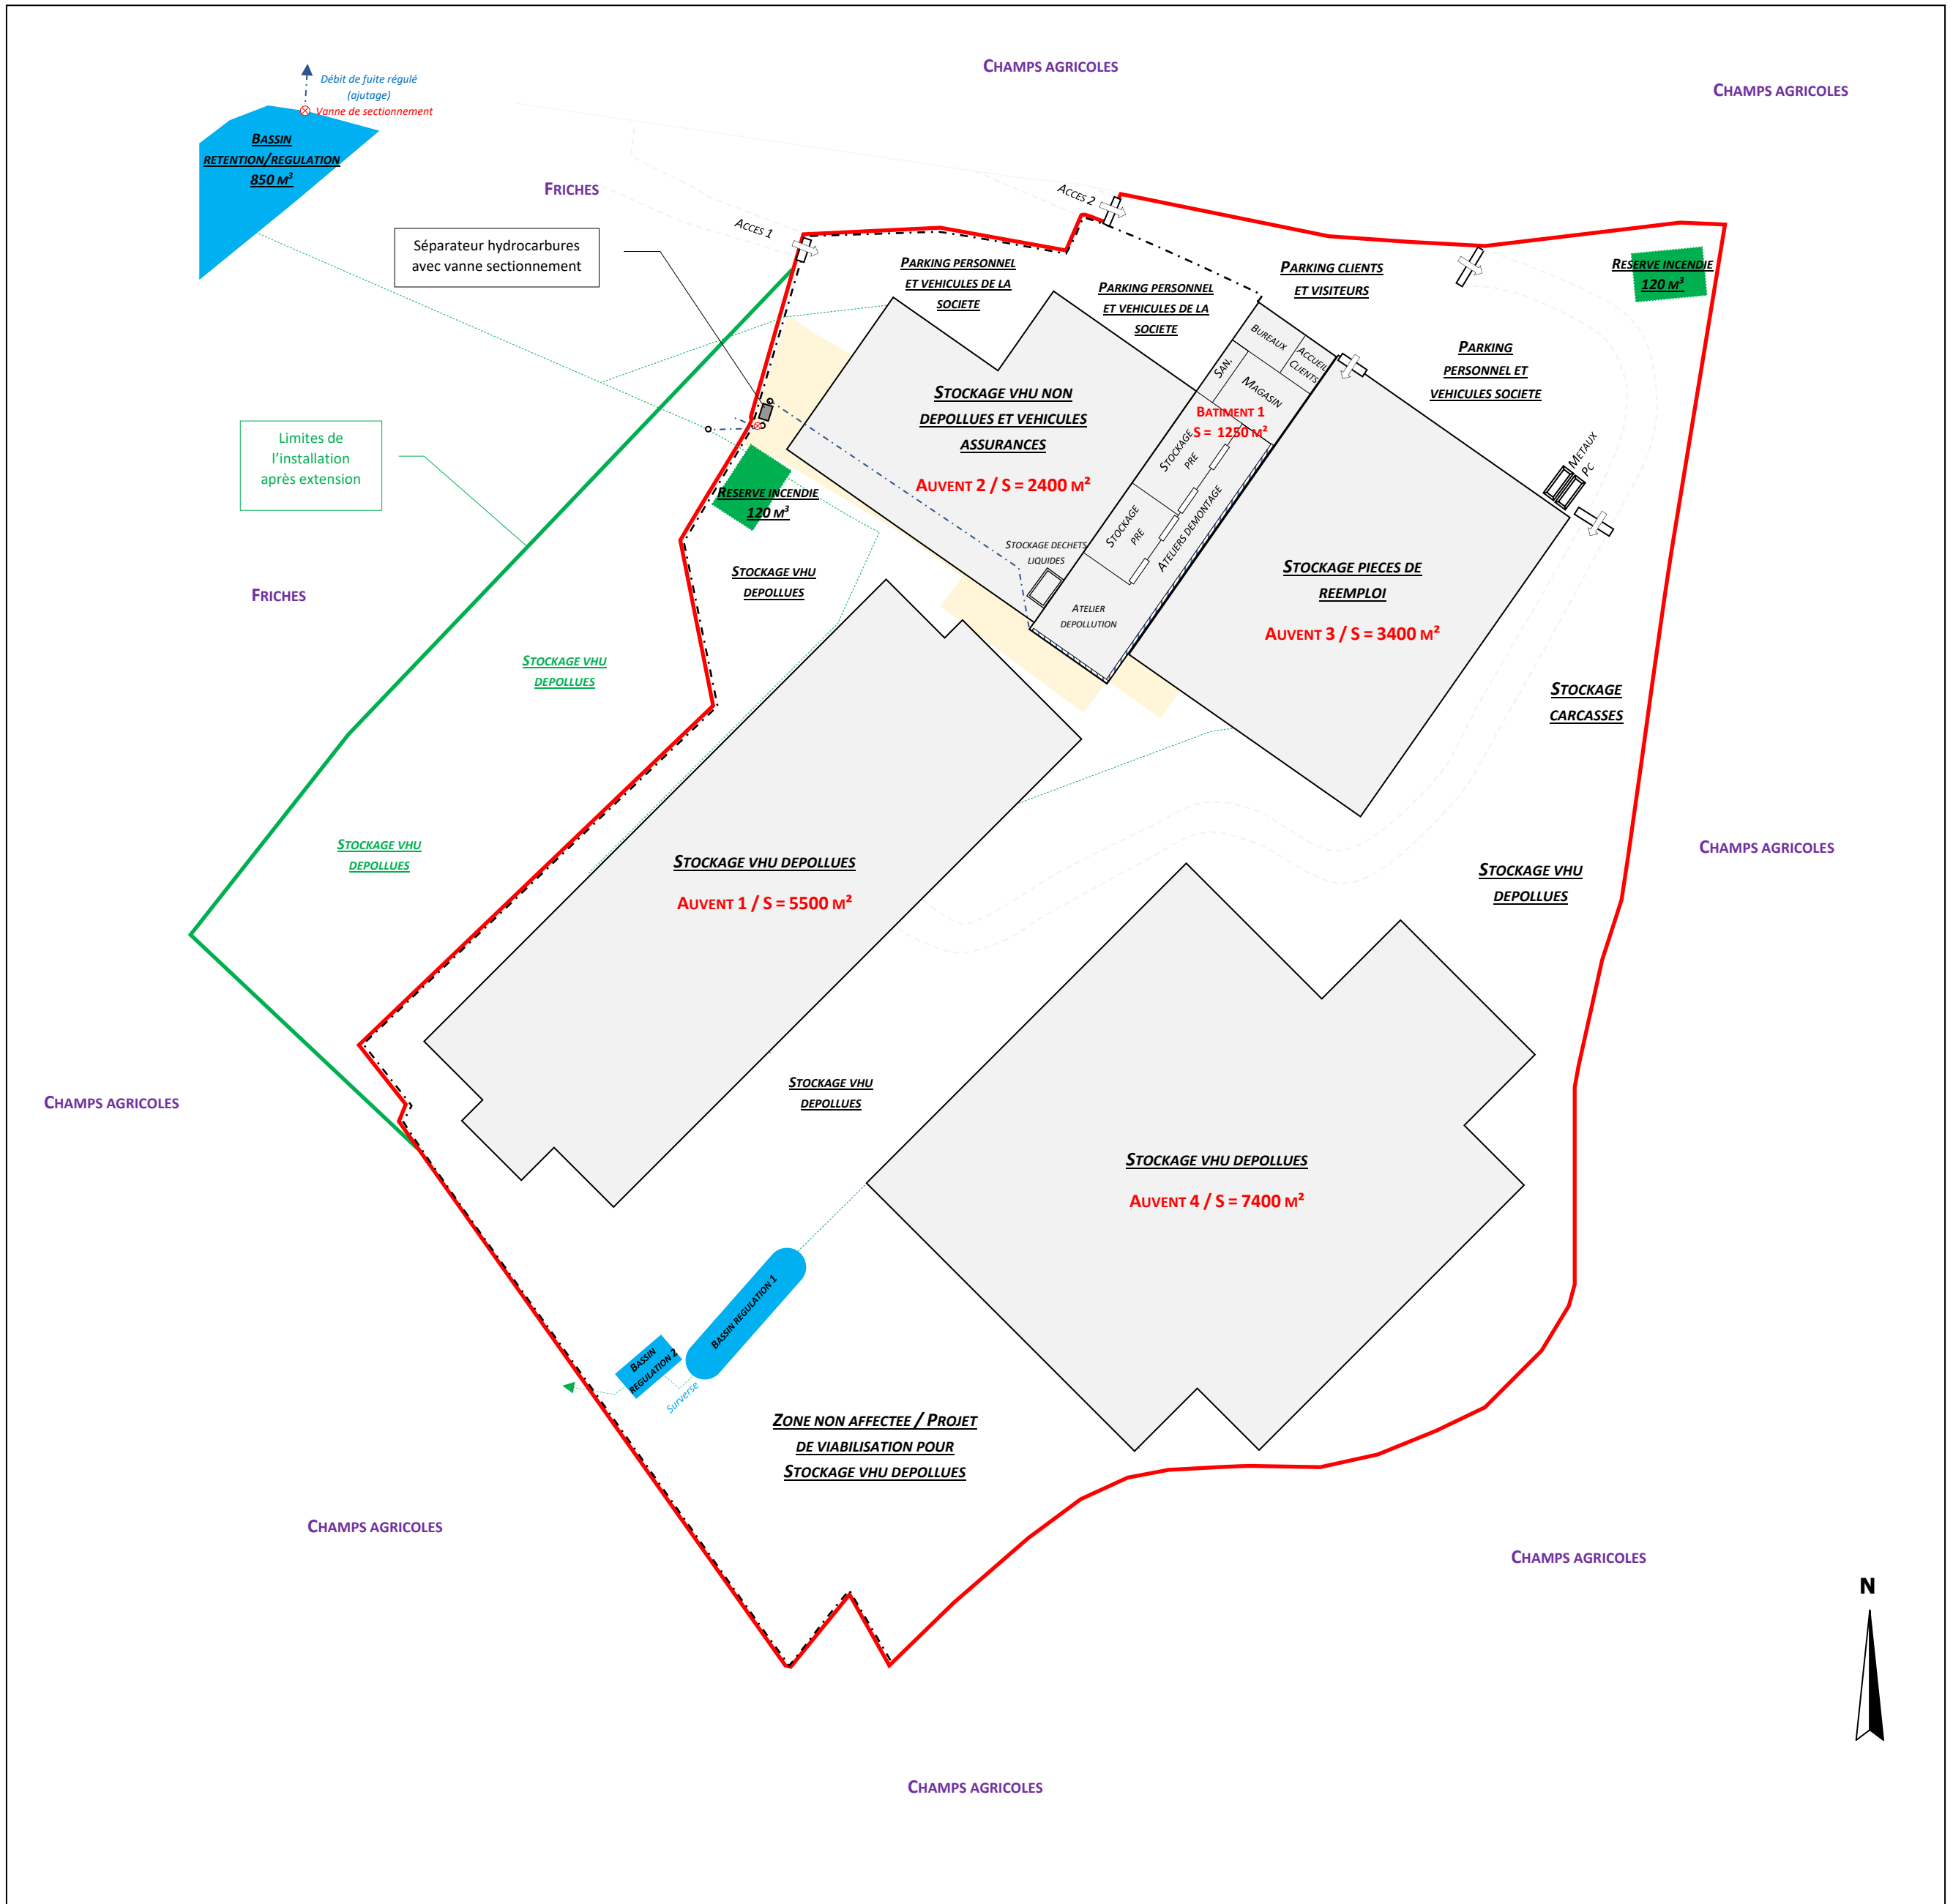 CHAMPS AGRICOLES
CHAMPS AGRICOLES
Débit de fuite régulé
(ajutage)
Vanne de sectionnement
BASSIN
RETENTION/REGULATION
850 M³
FRICHES
ACCES 1
ACCES 2
Séparateur hydrocarbures
avec vanne sectionnement
PARKING PERSONNEL
ET VEHICULES DE LA
SOCIETE
PARKING PERSONNEL
ET VEHICULES DE LA
SOCIETE
PARKING CLIENTS
ET VISITEURS
RESERVE INCENDIE
120 M³
PARKING
PERSONNEL ET
VEHICULES SOCIETE
BUREAUX
ACCUEIL
CLIENTS
SAN.
MAGASIN
BATIMENT 1
S = 1250 M²
STOCKAGE
PRE
STOCKAGE
PRE
ATELIERS DEMONTAGE
STOCKAGE VHU NON
DEPOLLUES ET VEHICULES
ASSURANCES
AUVENT 2 / S = 2400 M²
METAUX
PC
Limites de
l'installation
après extension
RESERVE INCENDIE
120 M³
STOCKAGE DECHETS
LIQUIDES
ATELIER
DEPOLLUTION
STOCKAGE PIECES DE
REEMPLOI
AUVENT 3 / S = 3400 M²
STOCKAGE VHU
DEPOLLUES
FRICHES
STOCKAGE VHU
DEPOLLUES
STOCKAGE
CARCASSES
STOCKAGE VHU
DEPOLLUES
STOCKAGE VHU DEPOLLUES
AUVENT 1 / S = 5500 M²
CHAMPS AGRICOLES
STOCKAGE VHU
DEPOLLUES
CHAMPS AGRICOLES
STOCKAGE VHU
DEPOLLUES
STOCKAGE VHU DEPOLLUES
AUVENT 4 / S = 7400 M²
BASSIN REGULATION 1
BASSIN
REGULATION 2
Surverse
ZONE NON AFFECTEE / PROJET
DE VIABILISATION POUR
STOCKAGE VHU DEPOLLUES
CHAMPS AGRICOLES
CHAMPS AGRICOLES
N
CHAMPS AGRICOLES